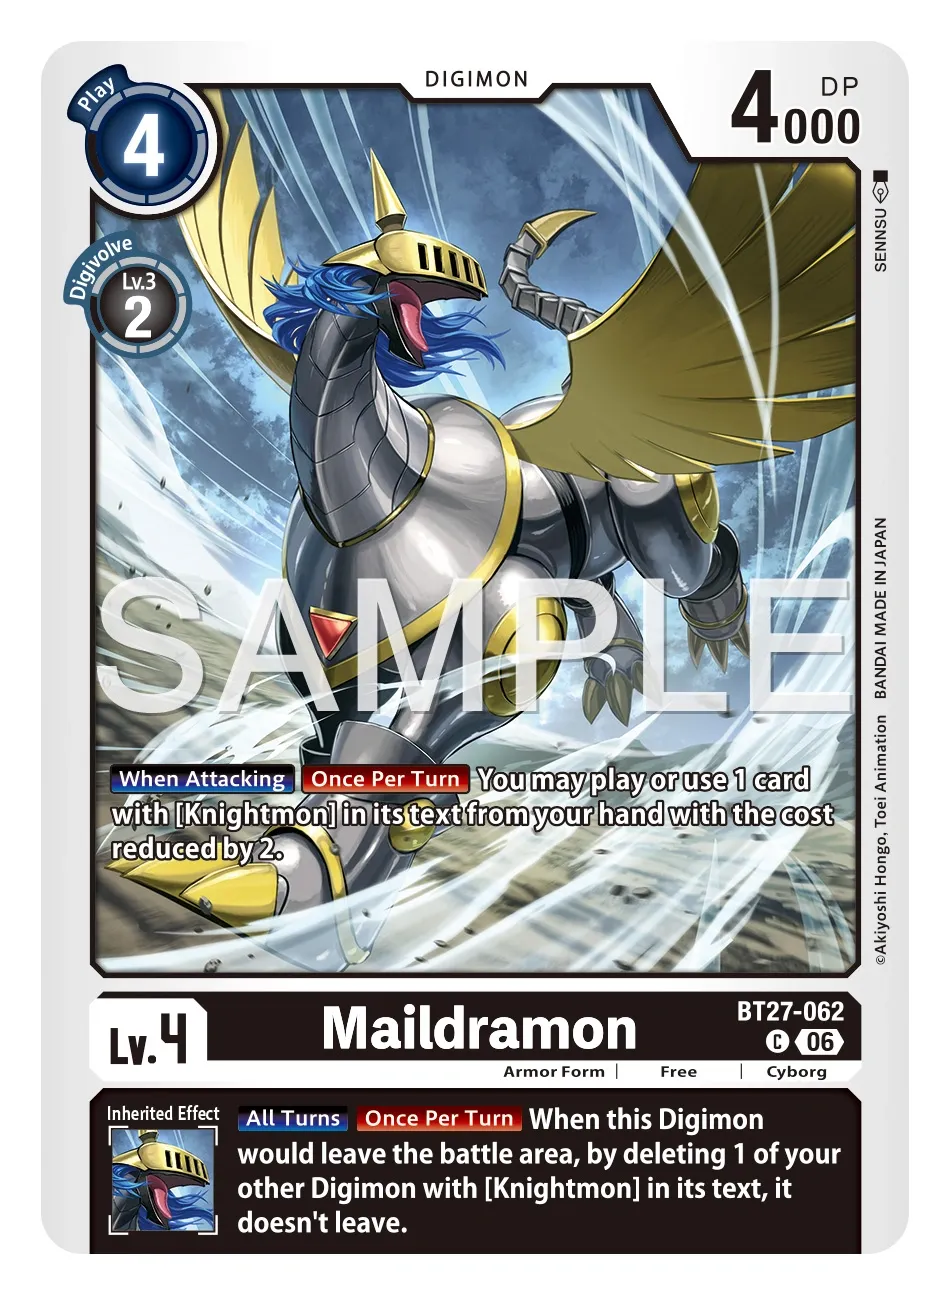 DIGIMON
Play
4
DP
4000
Digivolve
Lv.3
2
SENNSU
BANDAI MADE IN JAPAN
©Akiyoshi Hongo, Toei Animation
SAMPLE
When Attacking Once Per Turn You may play or use 1 card
with [Knightmon] in its text from your hand with the cost
reduced by 2.
Lv.4
Maildramon
BT27-062
C 06
Armor Form | Free | Cyborg
Inherited Effect
All Turns Once Per Turn When this Digimon
would leave the battle area, by deleting 1 of your
other Digimon with [Knightmon] in its text, it
doesn't leave.